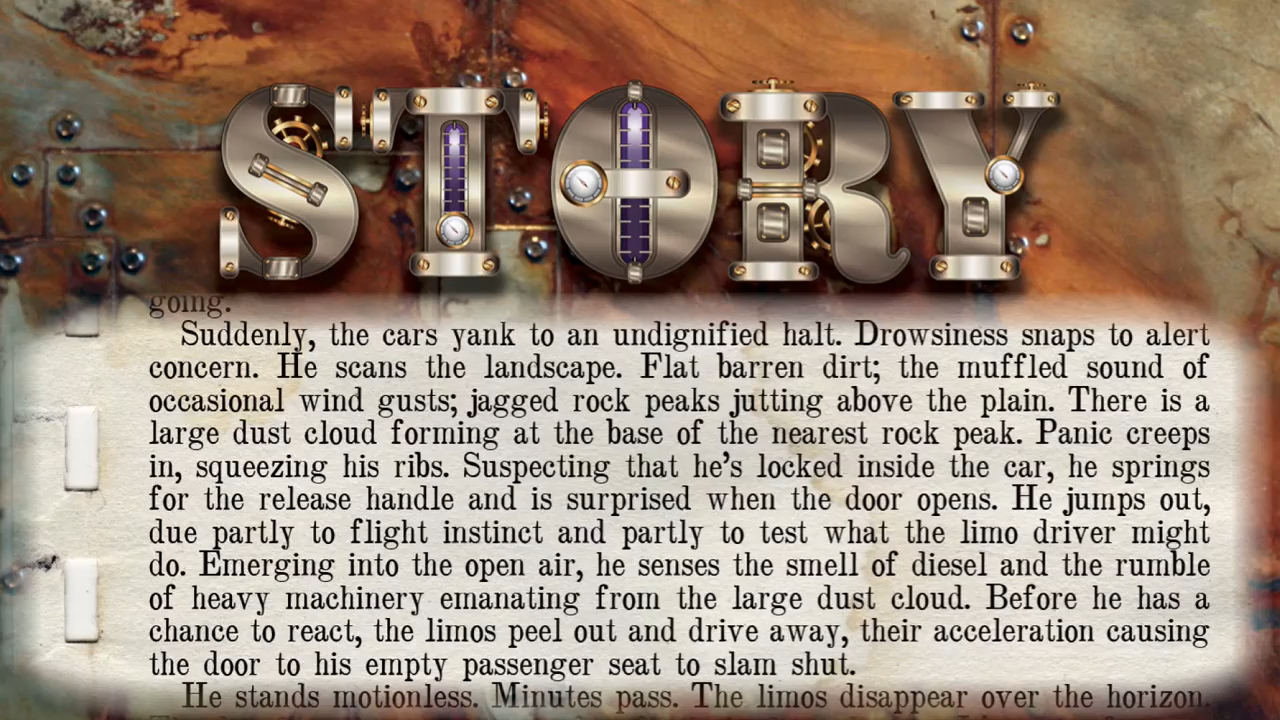 STORY
going.
Suddenly, the cars yank to an undignified halt. Drowsiness snaps to alert
concern. He scans the landscape. Flat barren dirt; the muffled sound of
occasional wind gusts; jagged rock peaks jutting above the plain. There is a
large dust cloud forming at the base of the nearest rock peak. Panic creeps
in, squeezing his ribs. Suspecting that he's locked inside the car, he springs
for the release handle and is surprised when the door opens. He jumps out,
due partly to flight instinct and partly to test what the limo driver might
do. Emerging into the open air, he senses the smell of diesel and the rumble
of heavy machinery emanating from the large dust cloud. Before he has a
chance to react, the limos peel out and drive away, their acceleration causing
the door to his empty passenger seat to slam shut.
He stands motionless. Minutes pass. The limos disappear over the horizon.